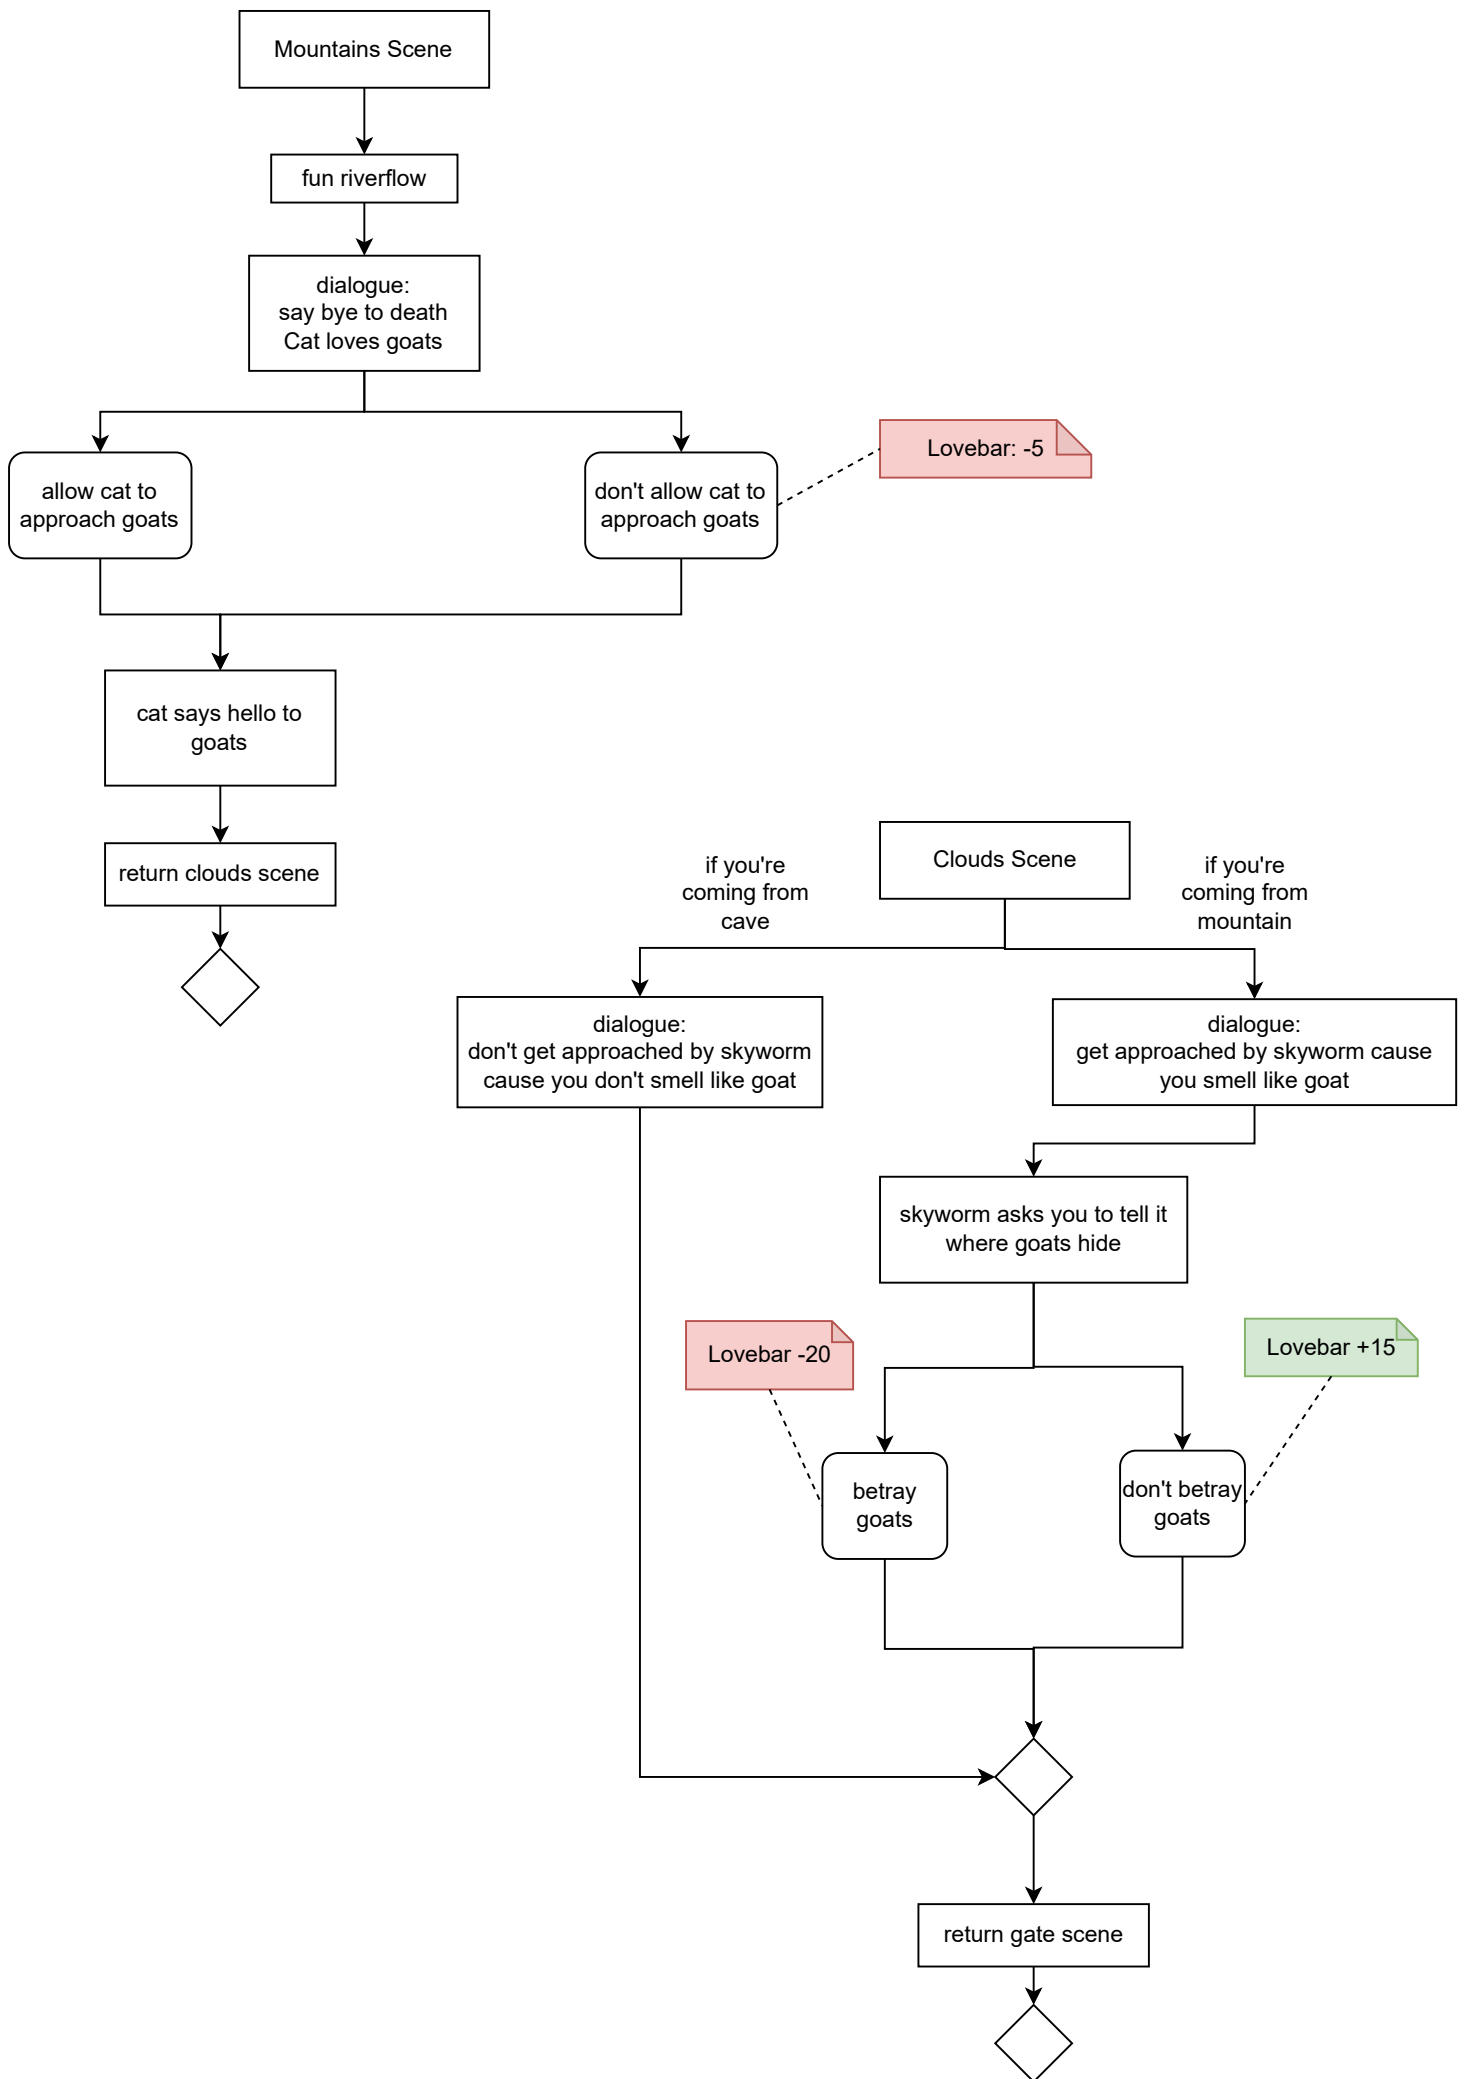 Mountains Scene
fun riverflow
dialogue:
say bye to death
Cat loves goats
allow cat to
approach goats
don't allow cat to
approach goats
Lovebar: -5
cat says hello to
goats
return clouds scene
Clouds Scene
if you're
coming from
cave
if you're
coming from
mountain
dialogue:
don't get approached by skyworm
cause you don't smell like goat
dialogue:
get approached by skyworm cause
you smell like goat
skyworm asks you to tell it
where goats hide
Lovebar -20
Lovebar +15
betray
goats
don't betray
goats
return gate scene